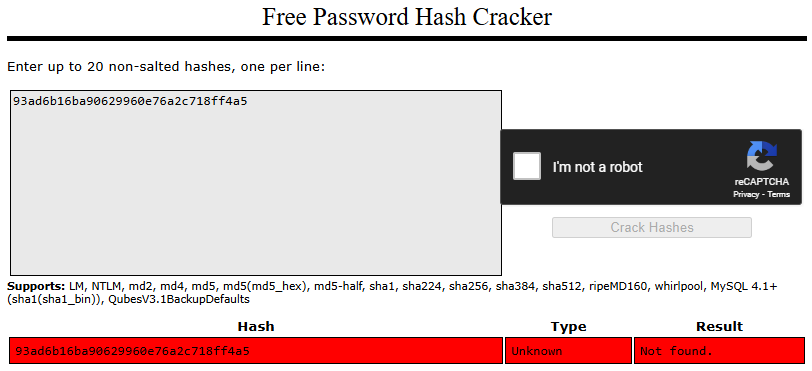 Free Password Hash Cracker
Enter up to 20 non-salted hashes, one per line:
93ad6b16ba90629960e76a2c718ff4a5
I'm not a robot
reCAPTCHA
Privacy - Terms
Crack Hashes
Supports: LM, NTLM, md2, md4, md5, md5(md5_hex), md5-half, sha1, sha224, sha256, sha384, sha512, ripeMD160, whirlpool, MySQL 4.1+
(sha1(sha1_bin)), QubesV3.1BackupDefaults
Hash Type Result
93ad6b16ba90629960e76a2c718ff4a5 Unknown Not found.